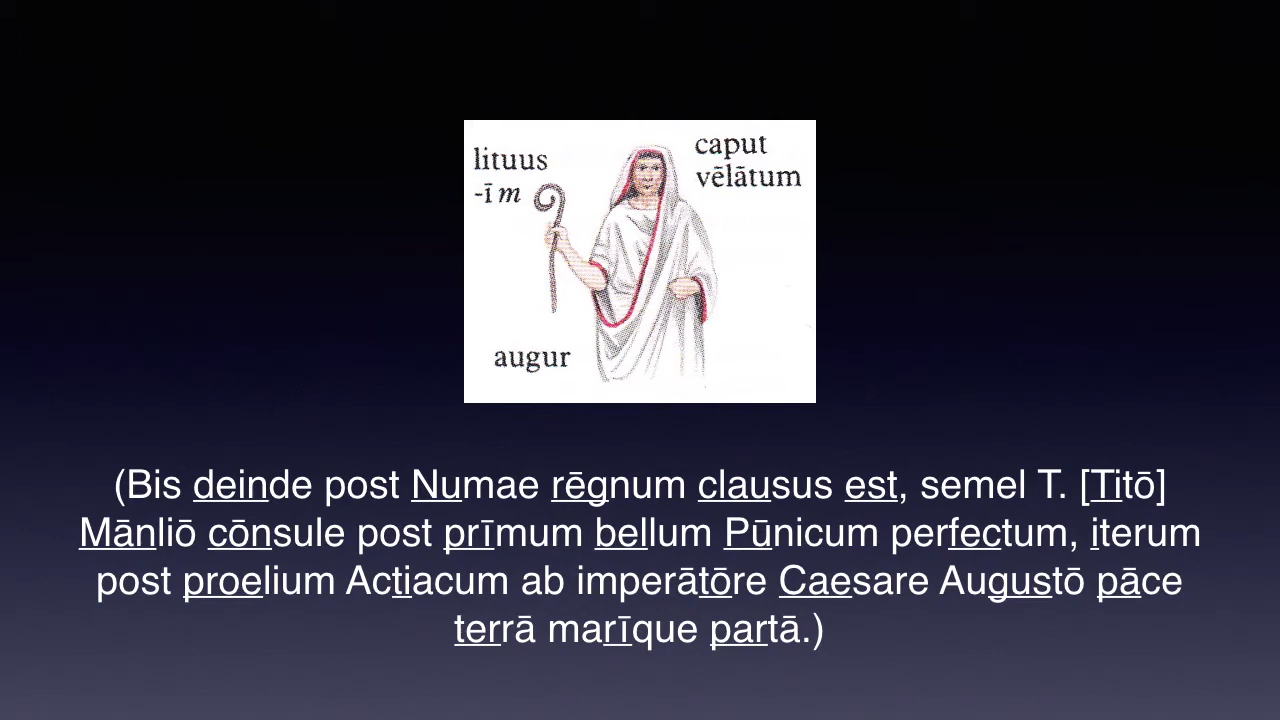 lituus
-ī m
caput
vēlātum
augur
(Bis deinde post Numae rēgnum clausus est, semel T. [Titō]
Mānliō cōnsule post prīmum bellum Pūnicum perfectum, iterum
post proelium Actiacum ab imperātōre Caesare Augustō pāce
terrā marīque partā.)